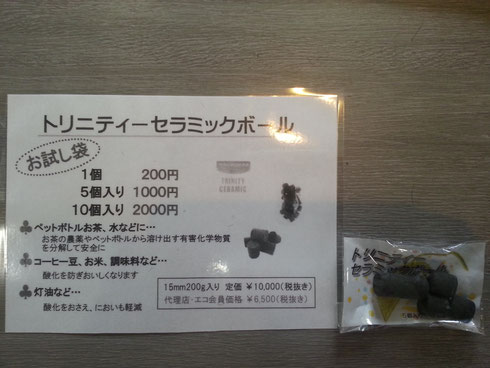 トリニティーセラミックボール
お試し袋
1個 200円
5個入り 1000円
10個入り 2000円
TRINITY
CERAMIC
♣ペットボトルお茶、水などに…
お茶の農薬やペットボトルから溶け出す有害化学物質
を分解して安全に
♣コーヒー豆、お米、調味料など…
酸化を防ぎおいしくなります
♣灯油など…
酸化をおさえ、においも軽減
15mm200g入り 定価 ¥10,000(税抜き)
代理店・エコ会員価格 ¥6,500(税抜き)
トリニティー
セラミックボール